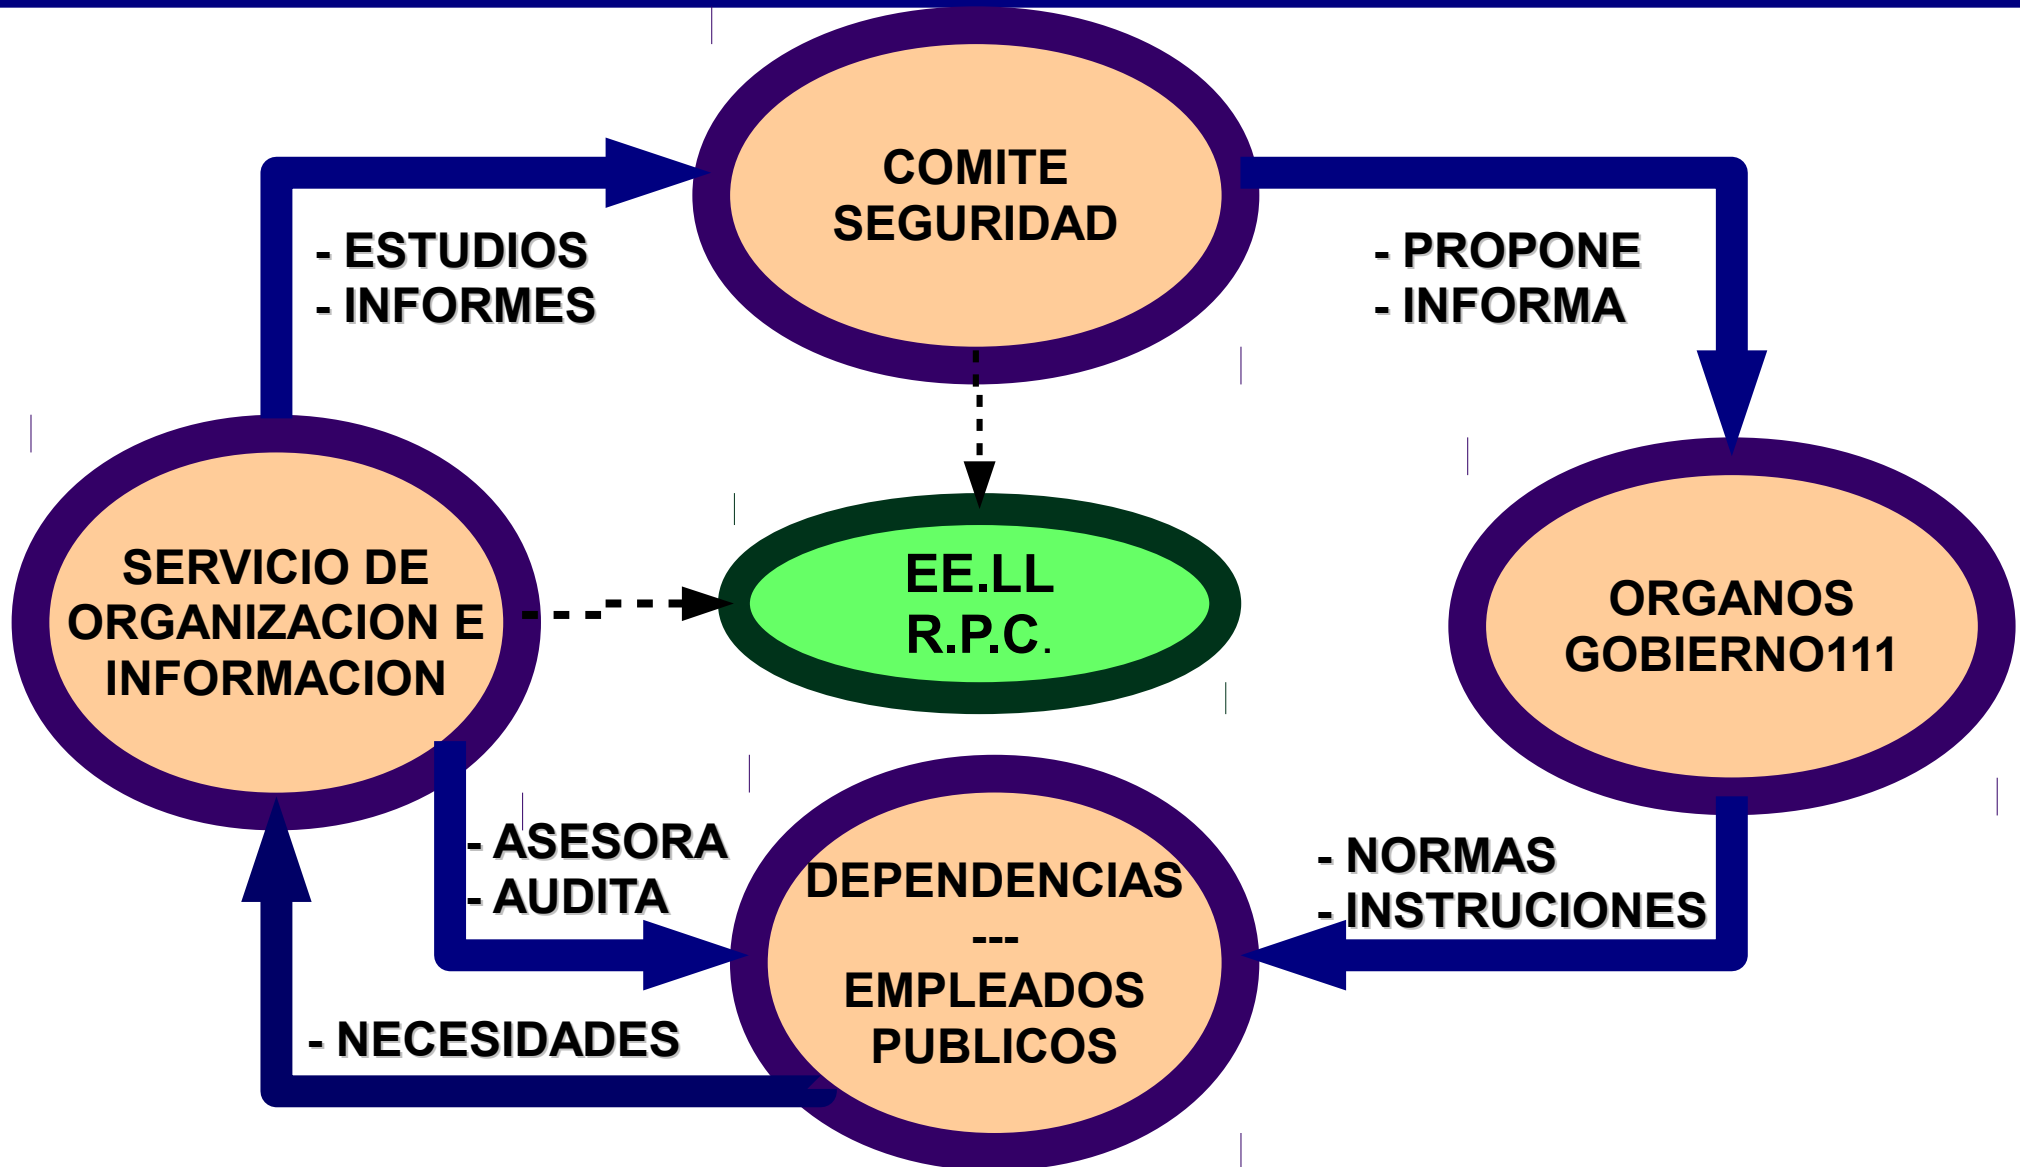 COMITE
SEGURIDAD
- ESTUDIOS
- INFORMES
- PROPONE
- INFORMA
SERVICIO DE
ORGANIZACION E
INFORMACION
EE.LL
R.P.C.
ORGANOS
GOBIERNO111
- ASESORA
- AUDITA
DEPENDENCIAS
---
EMPLEADOS
PUBLICOS
- NORMAS
- INSTRUCIONES
- NECESIDADES